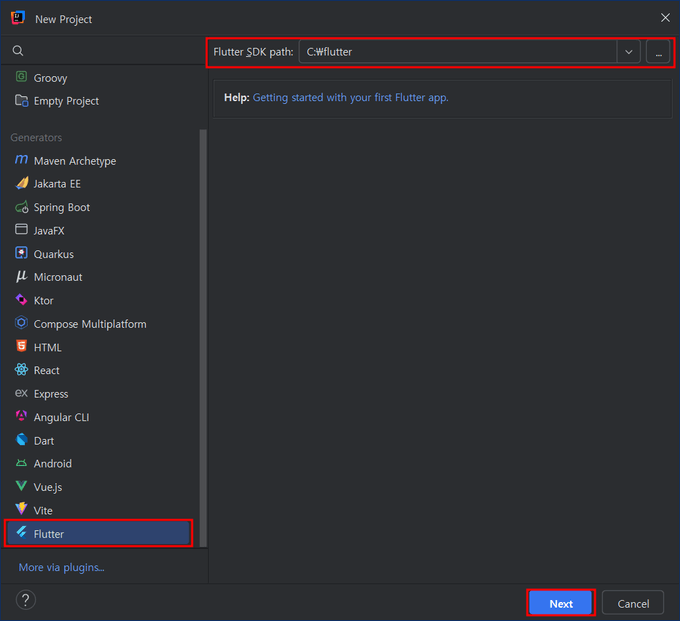 New Project
Flutter SDK path: C:₩flutter ...
Groovy
Empty Project
Help: Getting started with your first Flutter app.
Generators
Maven Archetype
Jakarta EE
Spring Boot
JavaFX
Quarkus
Micronaut
Ktor
Compose Multiplatform
HTML
React
ex Express
Angular CLI
Dart
Android
Vue.js
Vite
Flutter
More via plugins...
? Next Cancel